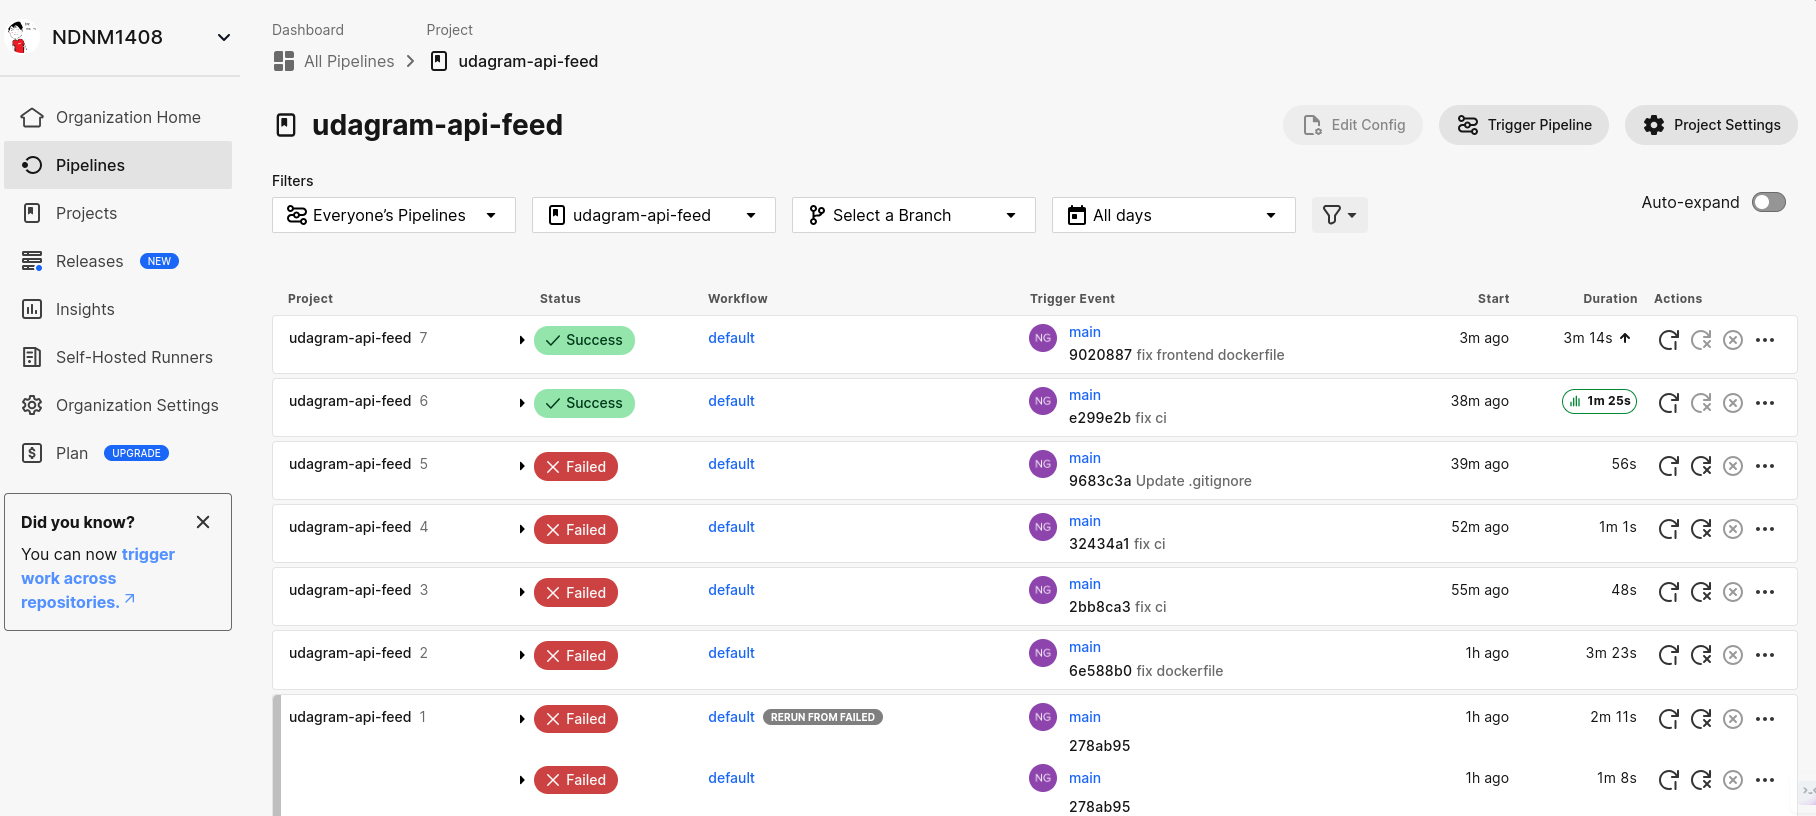 NDNM1408
Organization Home
Pipelines
Projects
Releases NEW
Insights
Self-Hosted Runners
Organization Settings
Plan UPGRADE
Did you know?
You can now trigger
work across
repositories.
Dashboard Project
All Pipelines udagram-api-feed
udagram-api-feed
Edit Config Trigger Pipeline Project Settings
Filters
Everyone's Pipelines udagram-api-feed Select a Branch All days
Auto-expand
Project Status Workflow Trigger Event Start Duration Actions
udagram-api-feed 7 Success default NG main 3m ago 3m 14s
9020887 fix frontend dockerfile
udagram-api-feed 6 Success default NG main 38m ago 1m 25s
e299e2b fix ci
udagram-api-feed 5 Failed default NG main 39m ago 56s
9683c3a Update .gitignore
udagram-api-feed 4 Failed default NG main 52m ago 1m 1s
32434a1 fix ci
udagram-api-feed 3 Failed default NG main 55m ago 48s
2bb8ca3 fix ci
udagram-api-feed 2 Failed default NG main 1h ago 3m 23s
6e588b0 fix dockerfile
udagram-api-feed 1 Failed default RERUN FROM FAILED NG main 1h ago 2m 11s
278ab95
Failed default NG main 1h ago 1m 8s
278ab95